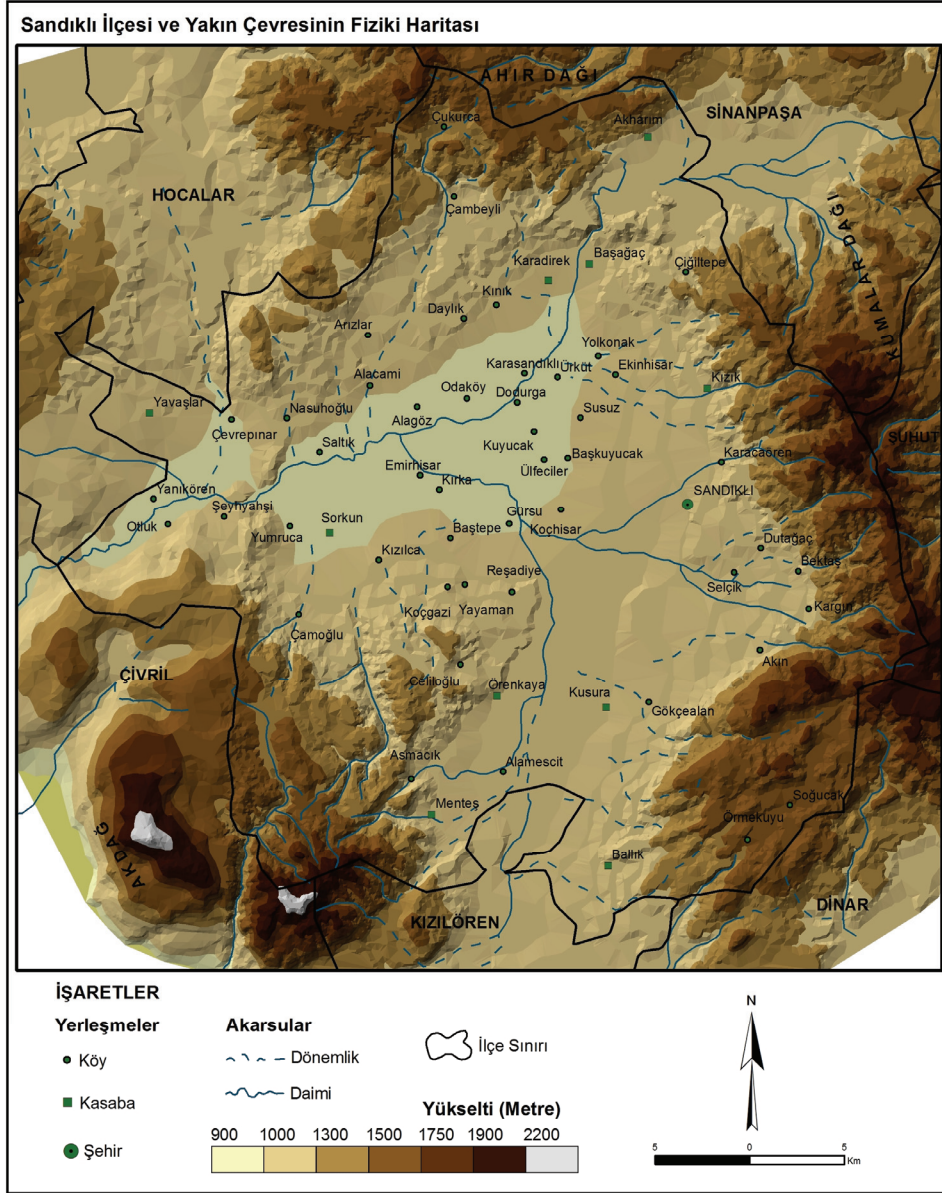 Sandıklı İlçesi ve Yakın Çevresinin Fiziki Haritası
AHIR DAĞI
Çukurca
Akharım
SİNANPAŞA
HOCALAR
Çambeyli
KUMALAR DAĞI
Karadirek
Başağaç
Çiğiltepe
Kınık
Daylık
Arızlar
Yolkonak
Karasandıklı
Ürküt
Ekinhisar
Alacami
Kızık
Odaköy
Dodurga
Yavaşlar
Nasuhoğlu
Alagöz
Susuz
Çevrepınar
ŞUHUT
Saltık
Kuyucak
Başkuyucak
Karacaören
Emirhisar
Ülfeciler
Kırka
Yanıkören
SANDIKLI
Şeyhyahşi
Gürsu
Otluk
Sorkun
Yumruca
Baştepe
Kochisar
Dutağaç
Kızılca
Bektaş
Reşadiye
Selçik
Koçgazi
Yayaman
Kargın
Çamoğlu
Akın
ÇİVRİL
Celiloğlu
Örenkaya
Kusura
Gökçealan
Asmacık
Alamescit
Menteş
Soğucak
Örmekuyu
AKDAĞ
Ballık
DİNAR
KIZILÖREN
İŞARETLER
Yerleşmeler
Akarsular
Köy
Dönemlik
İlçe Sınırı
Kasaba
Daimi
Şehir
Yükselti (Metre)
900 1000 1300 1500 1750 1900 2200
N
5 0 5
Km